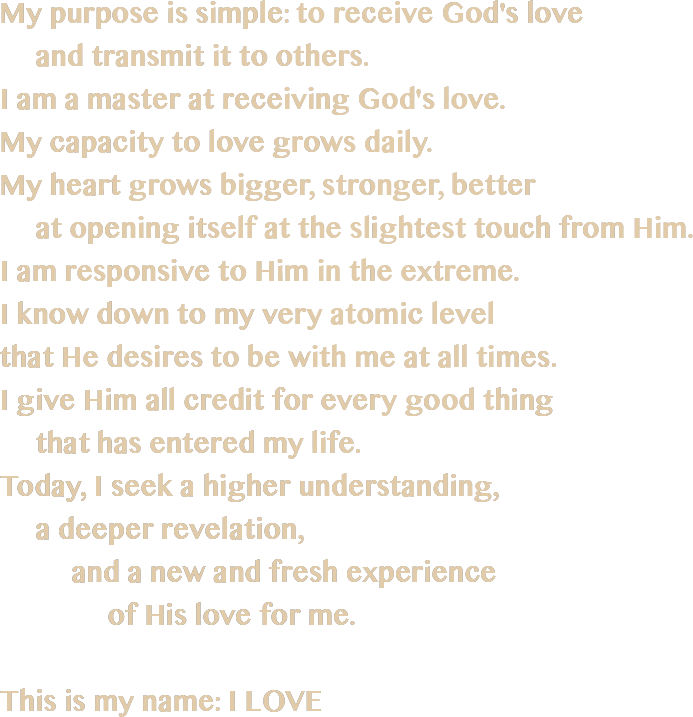 My purpose is simple: to receive God's love
and transmit it to others.
I am a master at receiving God's love.
My capacity to love grows daily.
My heart grows bigger, stronger, better
at opening itself at the slightest touch from Him.
I am responsive to Him in the extreme.
I know down to my very atomic level
that He desires to be with me at all times.
I give Him all credit for every good thing
that has entered my life.
Today, I seek a higher understanding,
a deeper revelation,
and a new and fresh experience
of His love for me.
This is my name: I LOVE